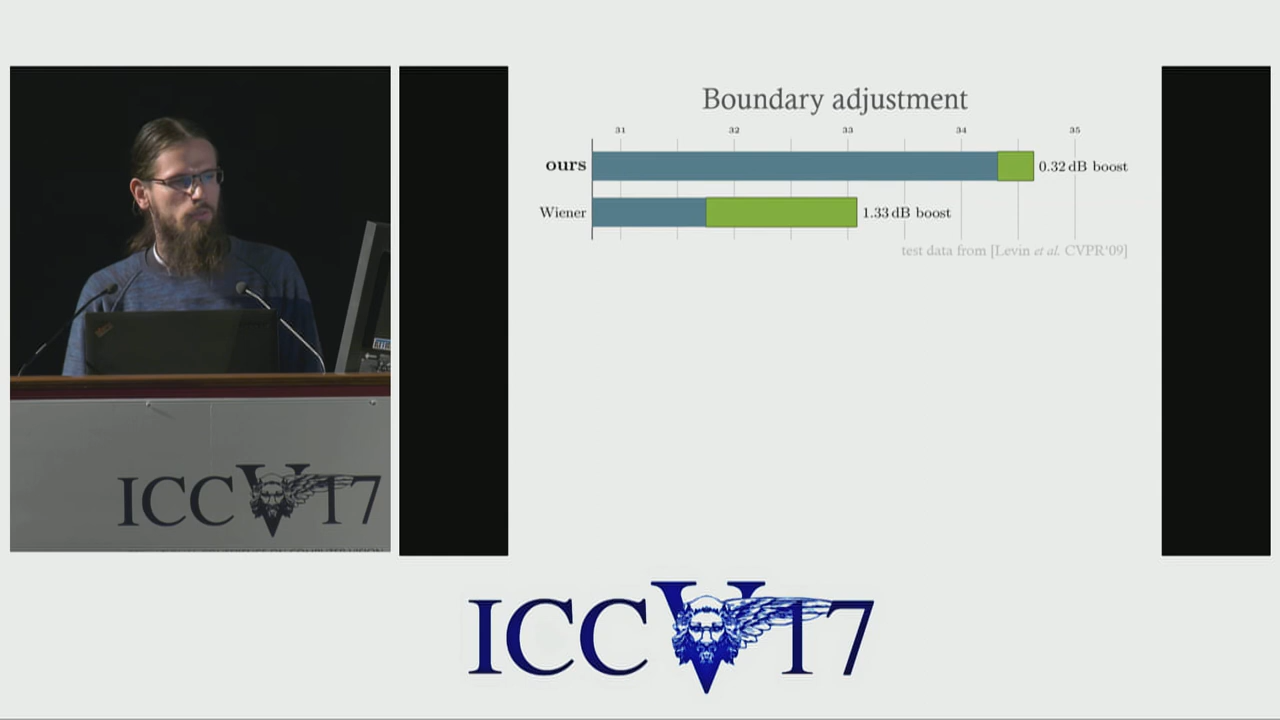 Boundary adjustment
31 32 33 34 35
ours 0.32 dB boost
Wiener 1.33 dB boost
test data from [Levin et al. CVPR'09]
ICCV17
ICCV17